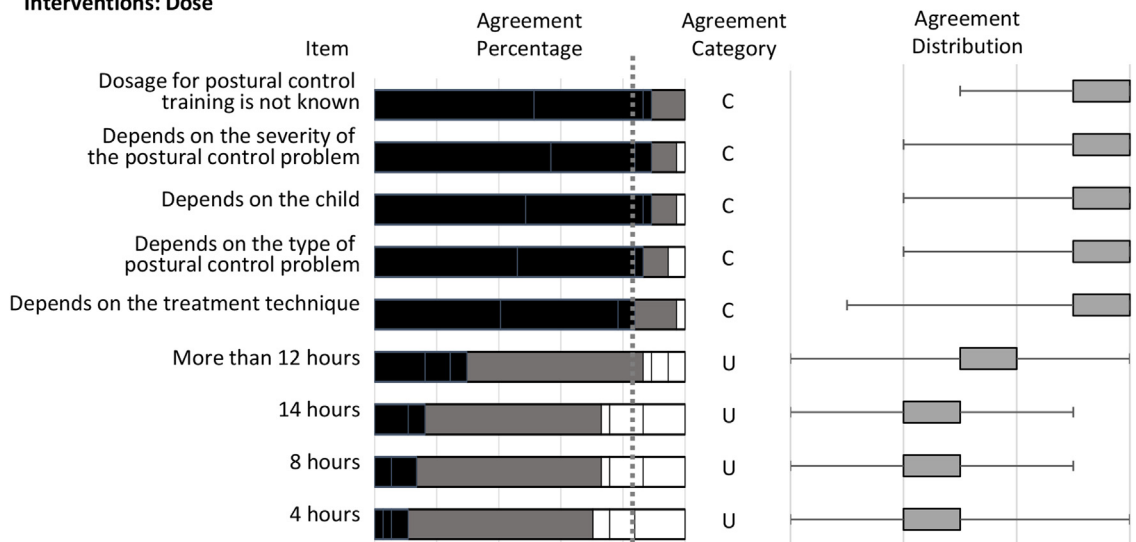 Interventions: Dose
Item
Agreement
Percentage
Agreement
Category
Agreement
Distribution
Dosage for postural control
training is not known
C
Depends on the severity of
the postural control problem
C
Depends on the child
C
Depends on the type of
postural control problem
C
Depends on the treatment technique
C
More than 12 hours
U
14 hours
U
8 hours
U
4 hours
U